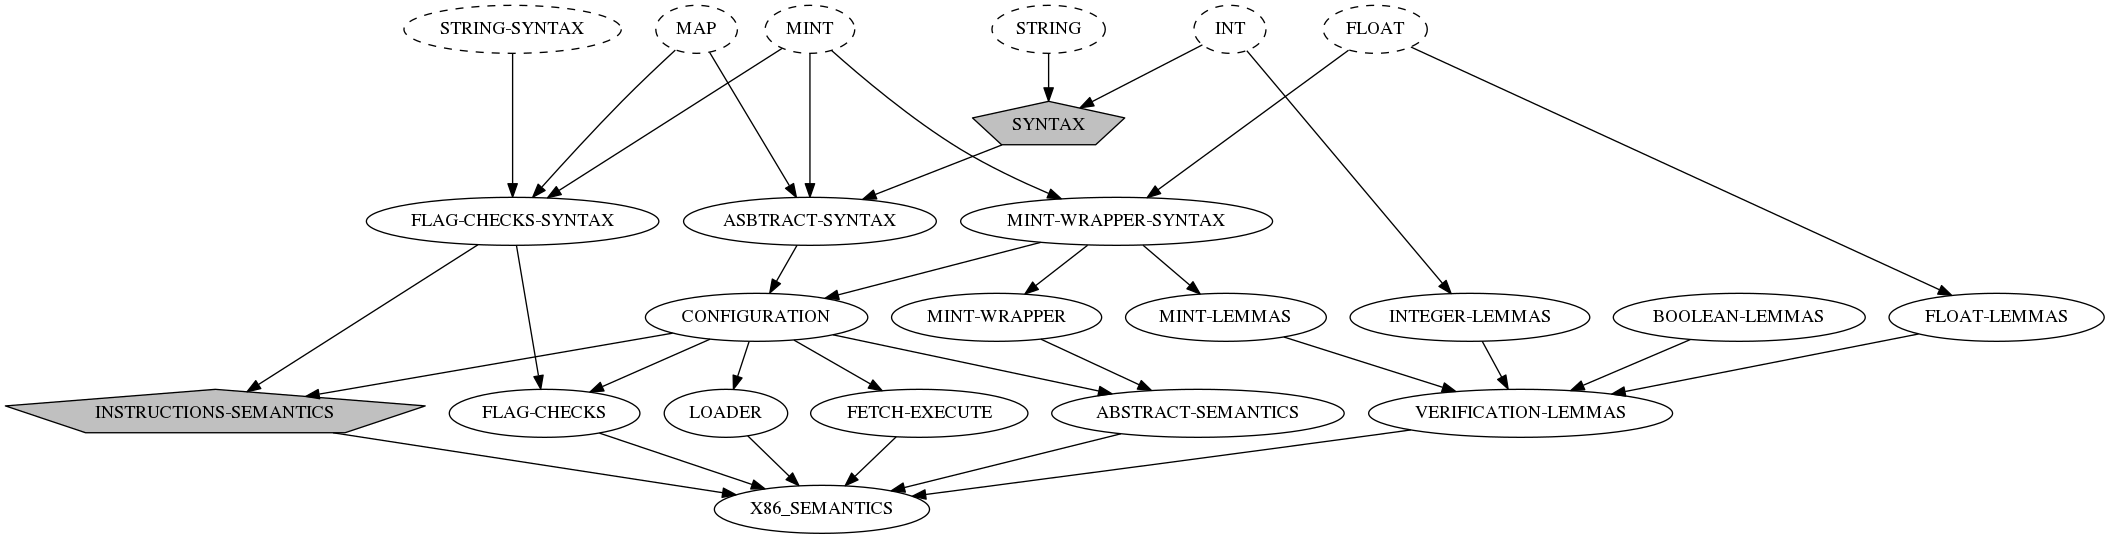 STRING-SYNTAX
MAP
MINT
STRING
INT
FLOAT
SYNTAX
FLAG-CHECKS-SYNTAX
ASBTRACT-SYNTAX
MINT-WRAPPER-SYNTAX
CONFIGURATION
MINT-WRAPPER
MINT-LEMMAS
INTEGER-LEMMAS
BOOLEAN-LEMMAS
FLOAT-LEMMAS
INSTRUCTIONS-SEMANTICS
FLAG-CHECKS
LOADER
FETCH-EXECUTE
ABSTRACT-SEMANTICS
VERIFICATION-LEMMAS
X86_SEMANTICS